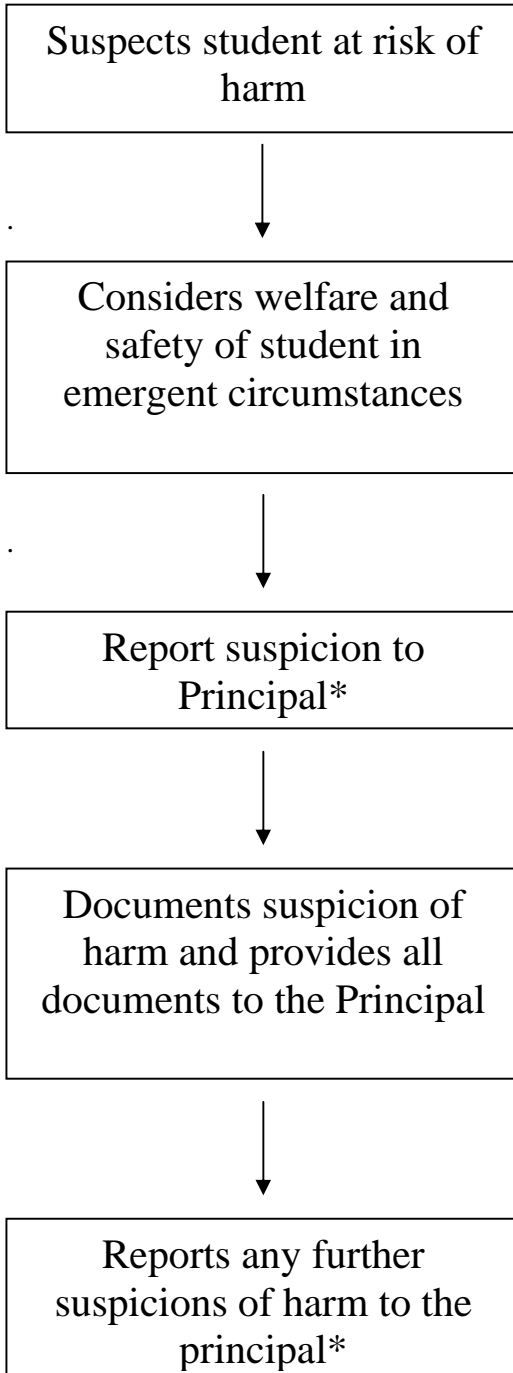 Suspects student at risk of
harm
.
Considers welfare and
safety of student in
emergent circumstances
.
Report suspicion to
Principal*
Documents suspicion of
harm and provides all
documents to the Principal
Reports any further
suspicions of harm to the
principal*